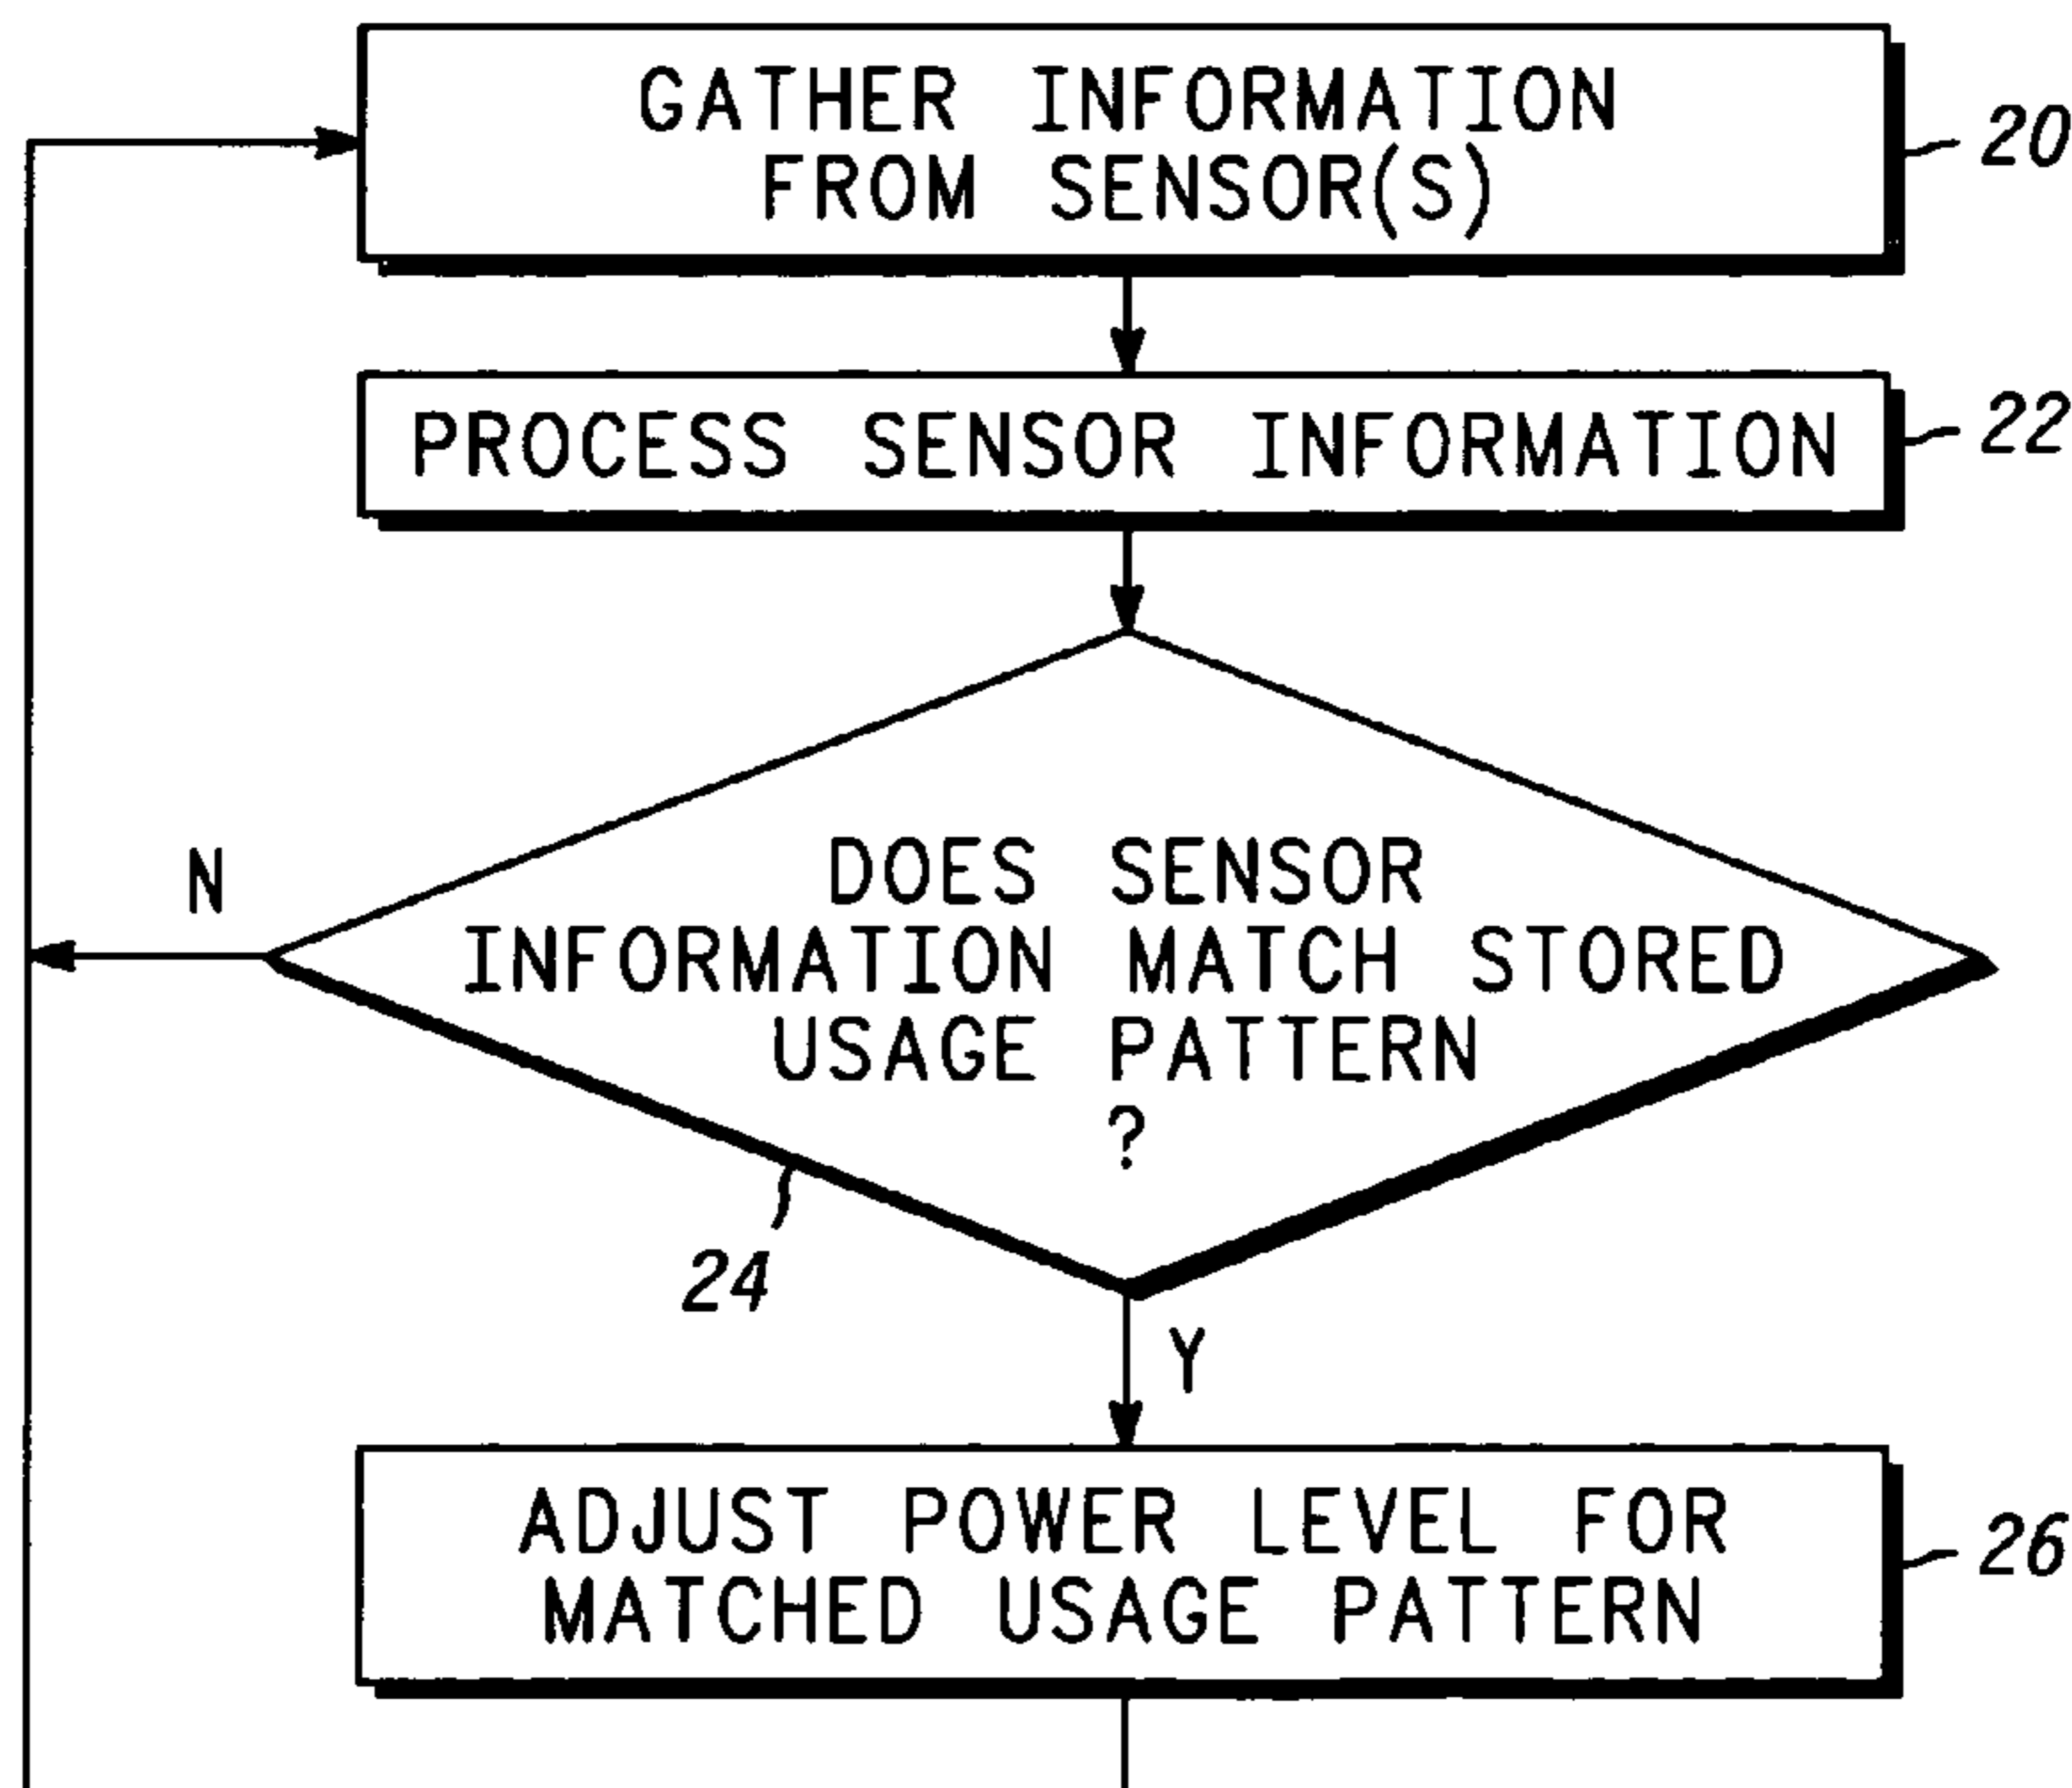 GATHER INFORMATION
FROM SENSOR(S)
20
PROCESS SENSOR INFORMATION
22
N
DOES SENSOR
INFORMATION MATCH STORED
USAGE PATTERN
?
24
Y
ADJUST POWER LEVEL FOR
MATCHED USAGE PATTERN
26